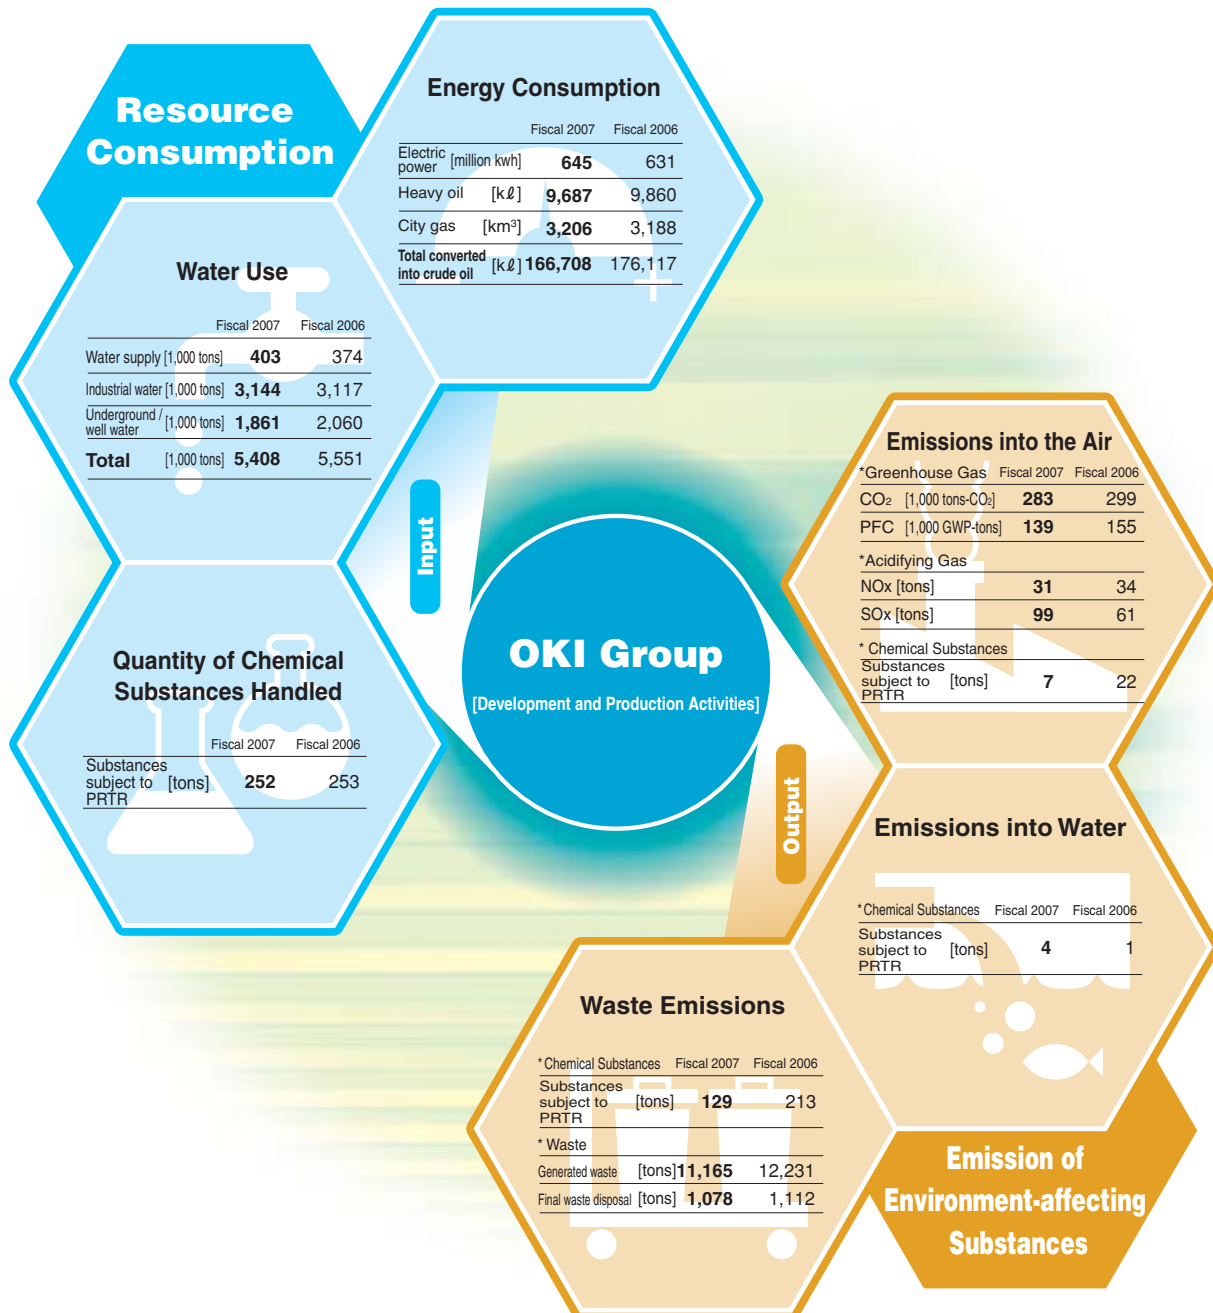 Resource
Consumption
Energy Consumption
Fiscal 2007 Fiscal 2006
Electric power [million kwh] 645 631
Heavy oil [kℓ] 9,687 9,860
City gas [km³] 3,206 3,188
Total converted into crude oil [kℓ] 166,708 176,117
Water Use
Fiscal 2007 Fiscal 2006
Water supply [1,000 tons] 403 374
Industrial water [1,000 tons] 3,144 3,117
Underground / well water [1,000 tons] 1,861 2,060
Total [1,000 tons] 5,408 5,551
Quantity of Chemical
Substances Handled
Fiscal 2007 Fiscal 2006
Substances subject to PRTR [tons] 252 253
Input
OKI Group
[Development and Production Activities]
Output
Emissions into the Air
*Greenhouse Gas Fiscal 2007 Fiscal 2006
CO₂ [1,000 tons-CO₂] 283 299
PFC [1,000 GWP-tons] 139 155
*Acidifying Gas
NOx [tons] 31 34
SOx [tons] 99 61
* Chemical Substances
Substances subject to PRTR [tons] 7 22
Emissions into Water
* Chemical Substances Fiscal 2007 Fiscal 2006
Substances subject to PRTR [tons] 4 1
Waste Emissions
* Chemical Substances Fiscal 2007 Fiscal 2006
Substances subject to PRTR [tons] 129 213
* Waste
Generated waste [tons] 11,165 12,231
Final waste disposal [tons] 1,078 1,112
Emission of
Environment-affecting
Substances